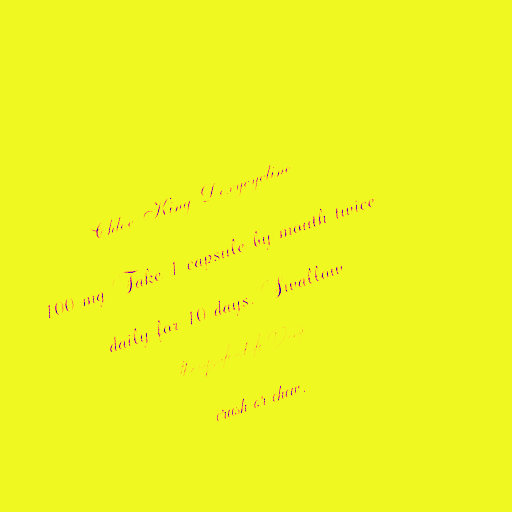 Chloe King Doxycycline
100 mg Take 1 capsule by mouth twice
daily for 10 days. Swallow
crush or chew.